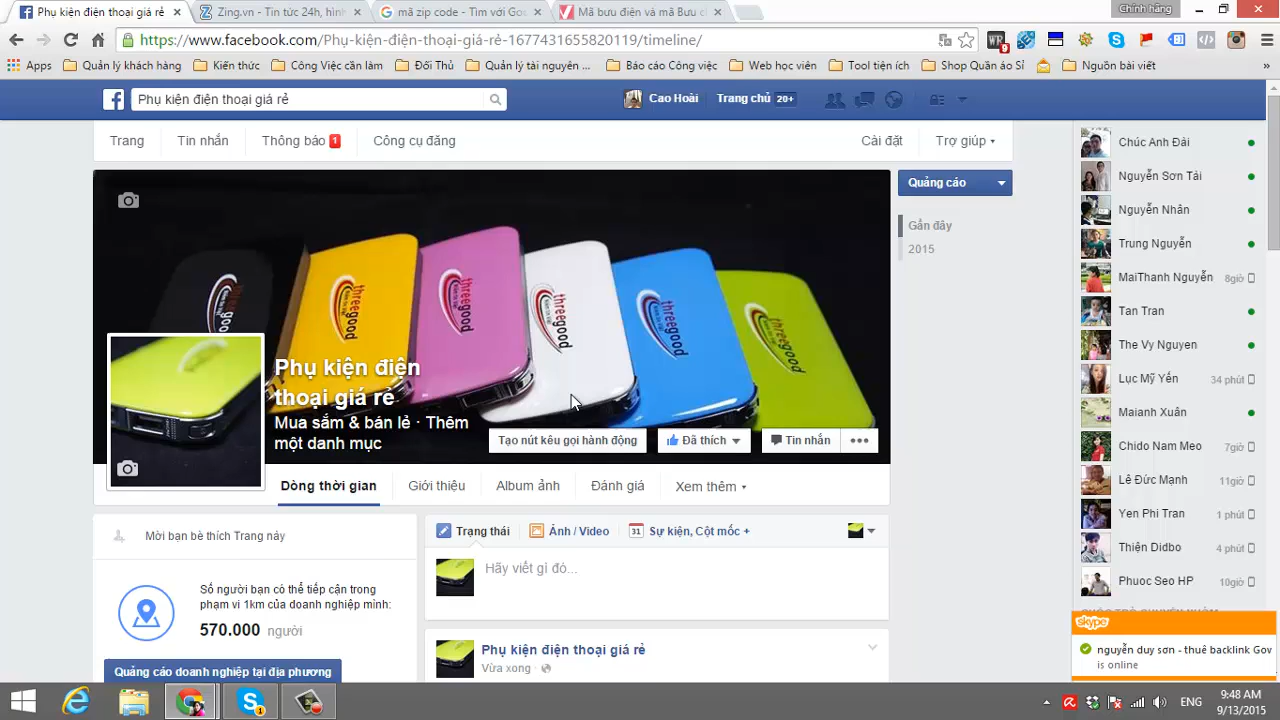 Phụ kiện điện thoại giá rẻ
Zing.vn - Tin tức 24h, hình
mã zip code - Tìm với Goo
Mã bưu điện và mã Bưu c
Chính hãng
https://www.facebook.com/Phụ-kiện-điện-thoại-giá-rẻ-1677431655820119/timeline/
9
Apps
Quản lý khách hàng
Kiến thức
Công Việc cần làm
Đối Thủ
Quản lý tài nguyên ...
Báo cáo Công việc
Web học viên
Tool tiện ích
Shop Quần áo Sỉ
Nguồn bài viết
»
Phụ kiện điện thoại giá rẻ
Cao Hoài
Trang chủ 20+
Trang
Tin nhắn
Thông báo 1
Công cụ đăng
Cài đặt
Trợ giúp
Quảng cáo
Gần đây
2015
threegood
threegood
threegood
threegood
threegood
threegood
Phụ kiện điện
thoại giá rẻ
Mua sắm & bán lẻ · Thêm
một danh mục
Tạo nút kêu gọi hành động
Đã thích
Tin nhắn
•••
Dòng thời gian
Giới thiệu
Album ảnh
Đánh giá
Xem thêm
Mời bạn bè thích Trang này
Số người bạn có thể tiếp cận trong
phạm vi 1km của doanh nghiệp mình:
570.000 người
Quảng cáo doanh nghiệp tại địa phương
Trạng thái
Ảnh / Video
31 Sự kiện, Cột mốc +
Hãy viết gì đó...
Phụ kiện điện thoại giá rẻ
Vừa xong ·
Chúc Anh Đài
Nguyễn Sơn Tài
Nguyễn Nhân
Trung Nguyễn
MaiThanh Nguyễn 8giờ
Tan Tran
The Vy Nguyen
Lục Mỹ Yến 34 phút
Maianh Xuân
Chido Nam Meo 7giờ
Lê Đức Mạnh 11giờ
Yen Phi Tran 1 phút
Thiện Didbo 4 phút
Phuoc Seo HP 10giờ
skype
nguyễn duy sơn - thuê backlink Gov
is online
ENG
9:48 AM
9/13/2015